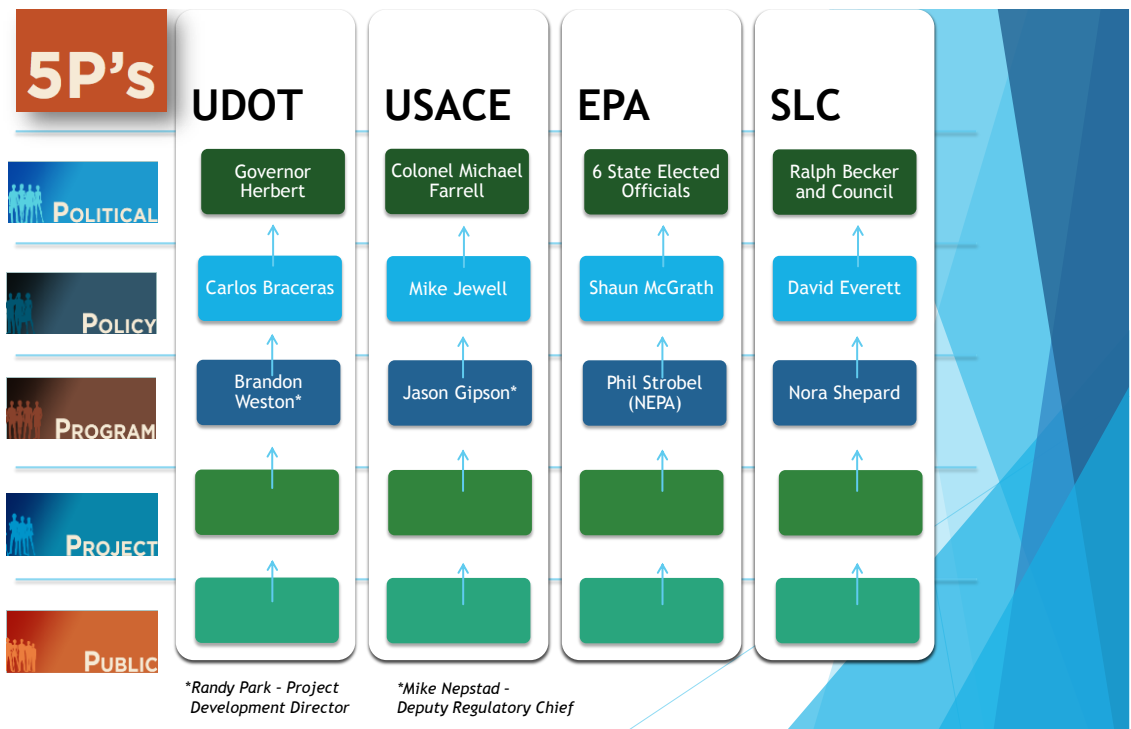 5P's
UDOT
USACE
EPA
SLC
POLITICAL
Governor
Herbert
Colonel Michael
Farrell
6 State Elected
Officials
Ralph Becker
and Council
POLICY
Carlos Braceras
Mike Jewell
Shaun McGrath
David Everett
PROGRAM
Brandon
Weston*
Jason Gipson*
Phil Strobel
(NEPA)
Nora Shepard
PROJECT
PUBLIC
*Randy Park - Project
Development Director
*Mike Nepstad -
Deputy Regulatory Chief